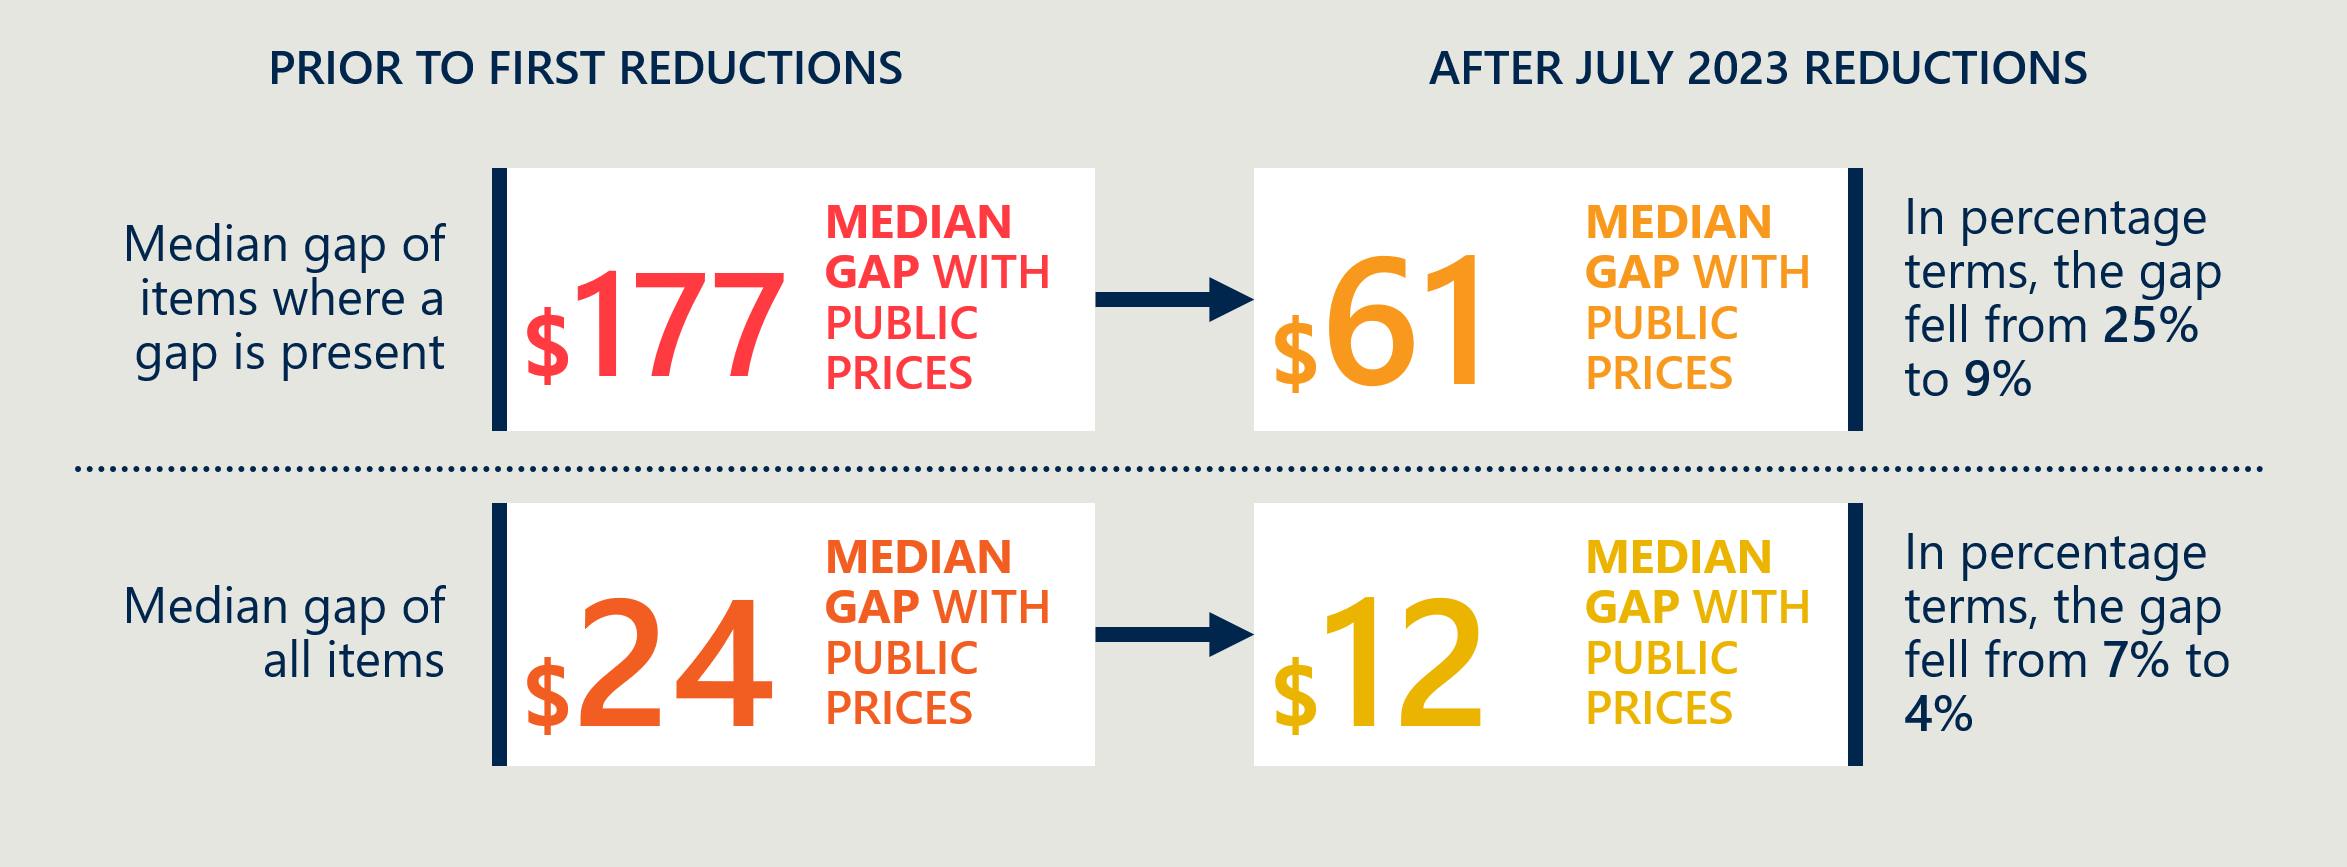 PRIOR TO FIRST REDUCTIONS
AFTER JULY 2023 REDUCTIONS
Median gap of
items where a
gap is present
$177
MEDIAN
GAP WITH
PUBLIC
PRICES
$61
MEDIAN
GAP WITH
PUBLIC
PRICES
In percentage
terms, the gap
fell from 25%
to 9%
Median gap of
all items
$24
MEDIAN
GAP WITH
PUBLIC
PRICES
$12
MEDIAN
GAP WITH
PUBLIC
PRICES
In percentage
terms, the gap
fell from 7% to
4%